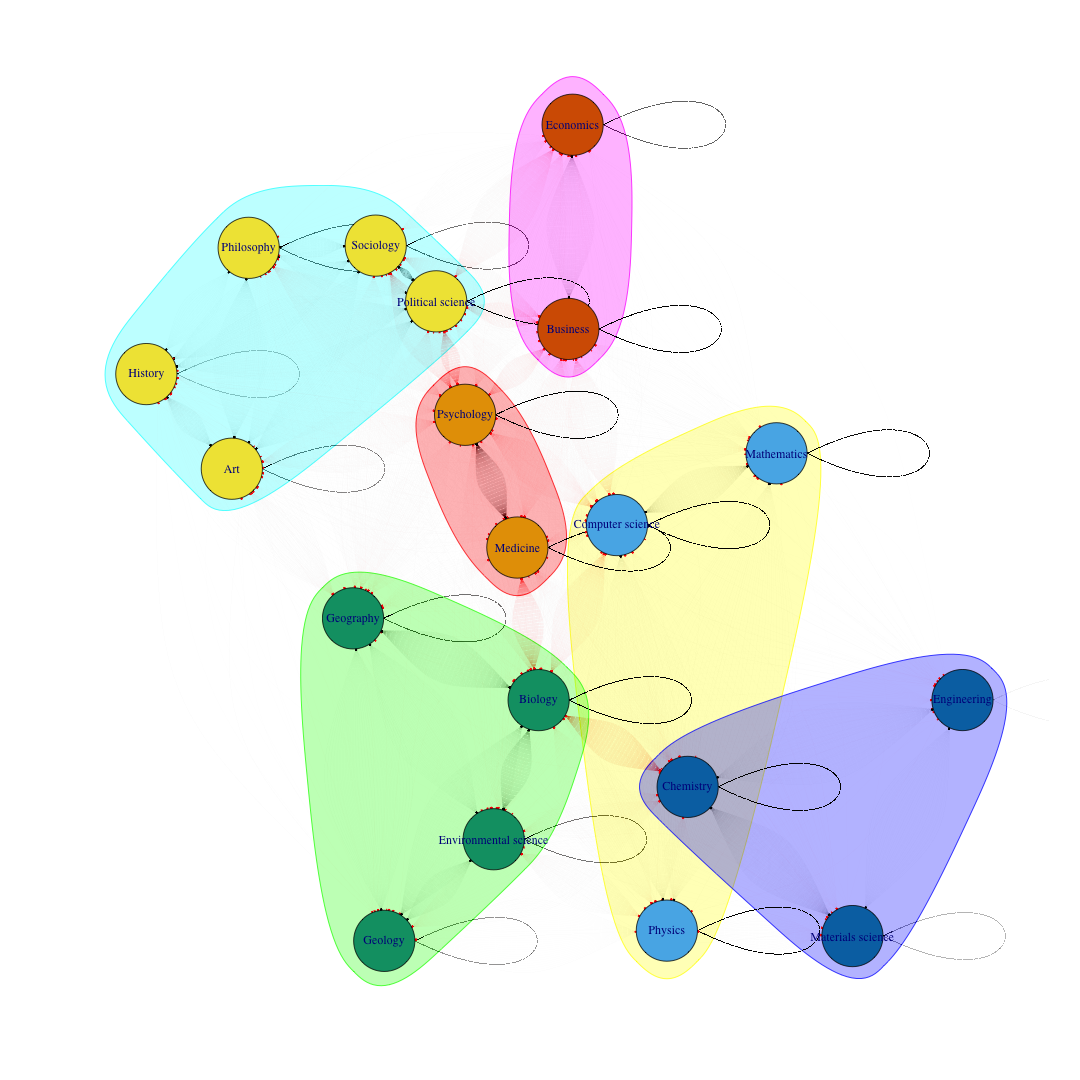 Economics
Philosophy
Sociology
Political science
Business
History
Psychology
Art
Mathematics
Computer science
Medicine
Geography
Biology
Engineering
Chemistry
Environmental science
Physics
Materials science
Geology